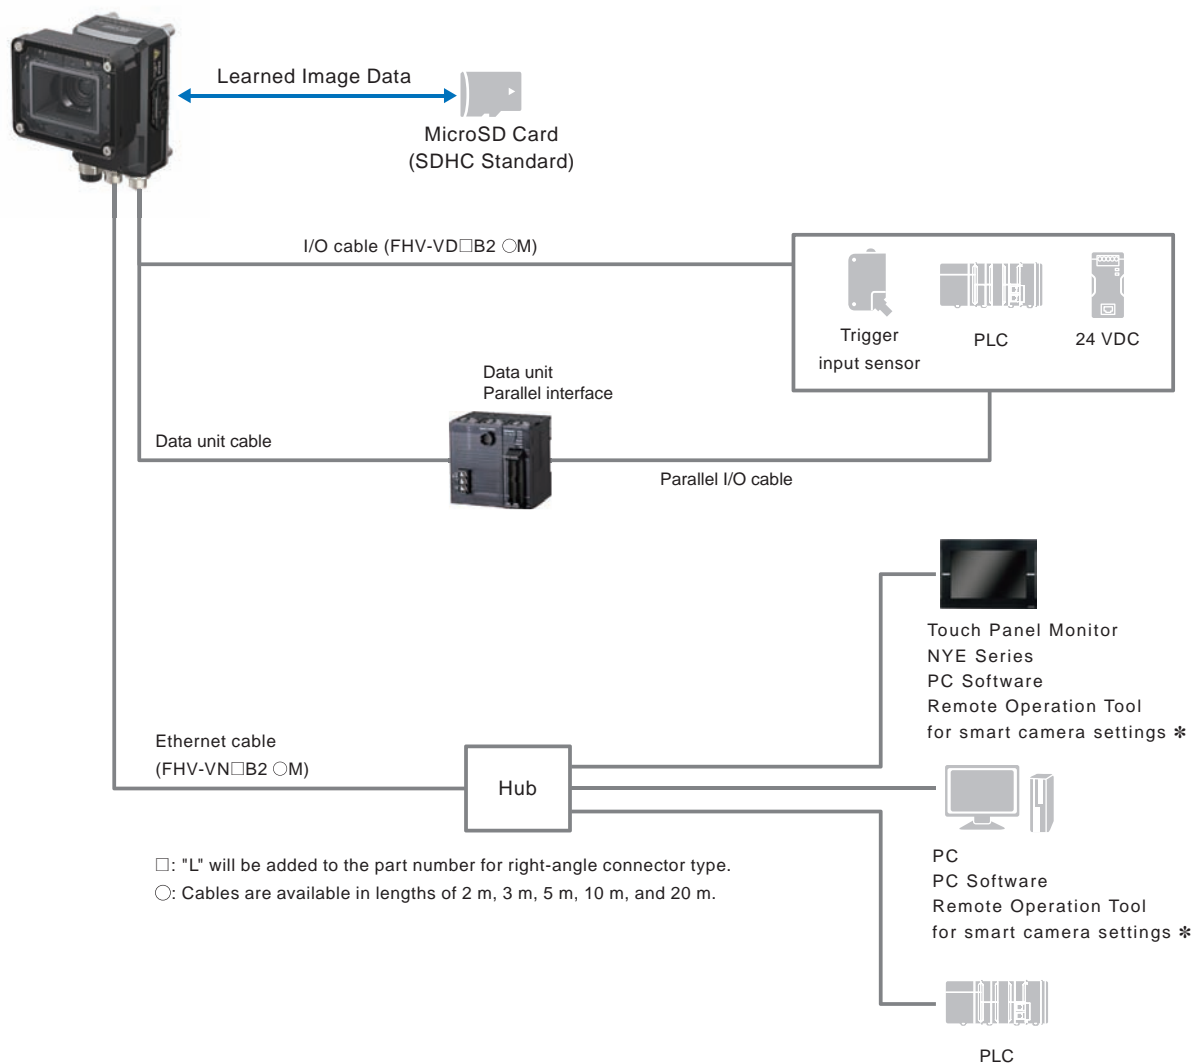 Learned Image Data
MicroSD Card
(SDHC Standard)
I/O cable (FHV-VD□B2 ○M)
Trigger
input sensor
PLC
24 VDC
Data unit
Parallel interface
Data unit cable
Parallel I/O cable
Touch Panel Monitor
NYE Series
PC Software
Remote Operation Tool
for smart camera settings ✽
Ethernet cable
(FHV-VN□B2 ○M)
Hub
□: "L" will be added to the part number for right-angle connector type.
○: Cables are available in lengths of 2 m, 3 m, 5 m, 10 m, and 20 m.
PC
PC Software
Remote Operation Tool
for smart camera settings ✽
PLC